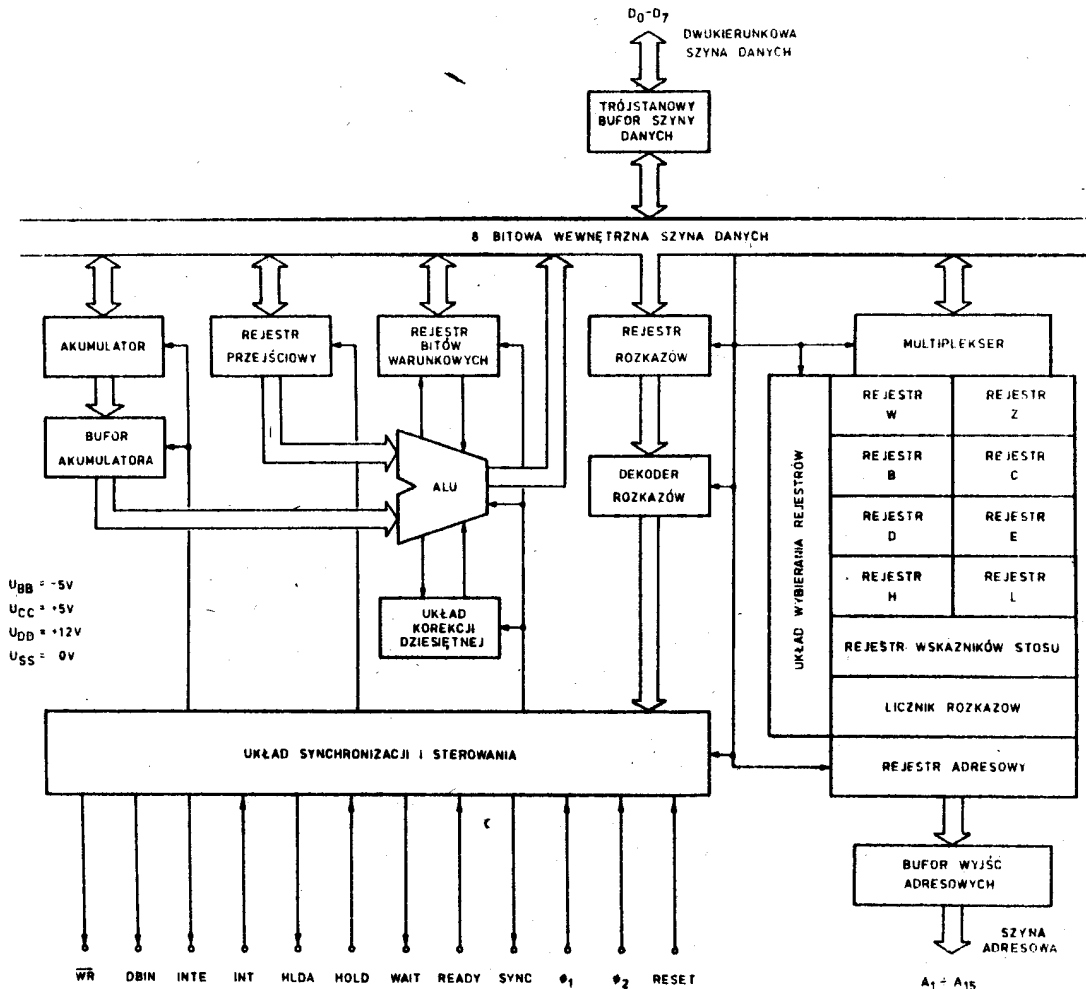 D0-D7
DWUKIERUNKOWA
SZYNA DANYCH
TRÓJSTANOWY
BUFOR SZYNY
DANYCH
8 BITOWA WEWNĘTRZNA SZYNA DANYCH
AKUMULATOR
REJESTR
PRZEJŚCIOWY
REJESTR
BITÓW
WARUNKOWYCH
REJESTR
ROZKAZÓW
MULTIPLEKSER
BUFOR
AKUMULATORA
ALU
DEKODER
ROZKAZÓW
UKŁAD WYBIERANIA REJESTRÓW
REJESTR
W
REJESTR
Z
REJESTR
B
REJESTR
C
REJESTR
D
REJESTR
E
REJESTR
H
REJESTR
L
REJESTR WSKAZNIKÓW STOSU
LICZNIK ROZKAZOW
REJESTR ADRESOWY
UBB = -5V
UCC = +5V
UDD = +12V
USS = 0V
UKŁAD
KOREKCJI
DZIESIĘTNEJ
UKŁAD SYNCHRONIZACJI I STEROWANIA
BUFOR WYJŚĆ
ADRESOWYCH
SZYNA
ADRESOWA
W̅R̅ DBIN INTE INT HLDA HOLD WAIT READY SYNC ϕ1 ϕ2 RESET
A1 ÷ A15